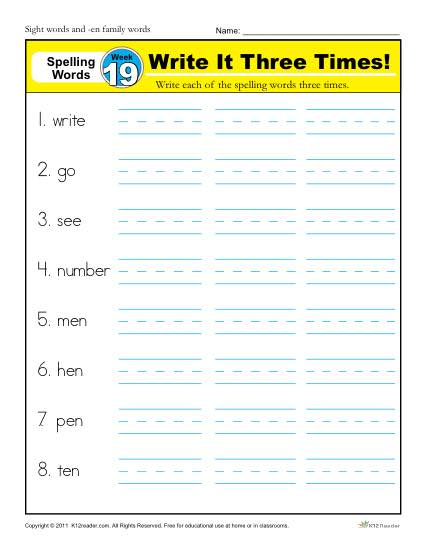 Sight words and -en family words
Name:
Spelling Words
Week 19
Write It Three Times!
Write each of the spelling words three times.
1. write
2. go
3. see
4. number
5. men
6. hen
7. pen
8. ten
Copyright © 2011 K12reader.com. All Rights Reserved. Free for educational use at home or in classrooms.
K12Reader